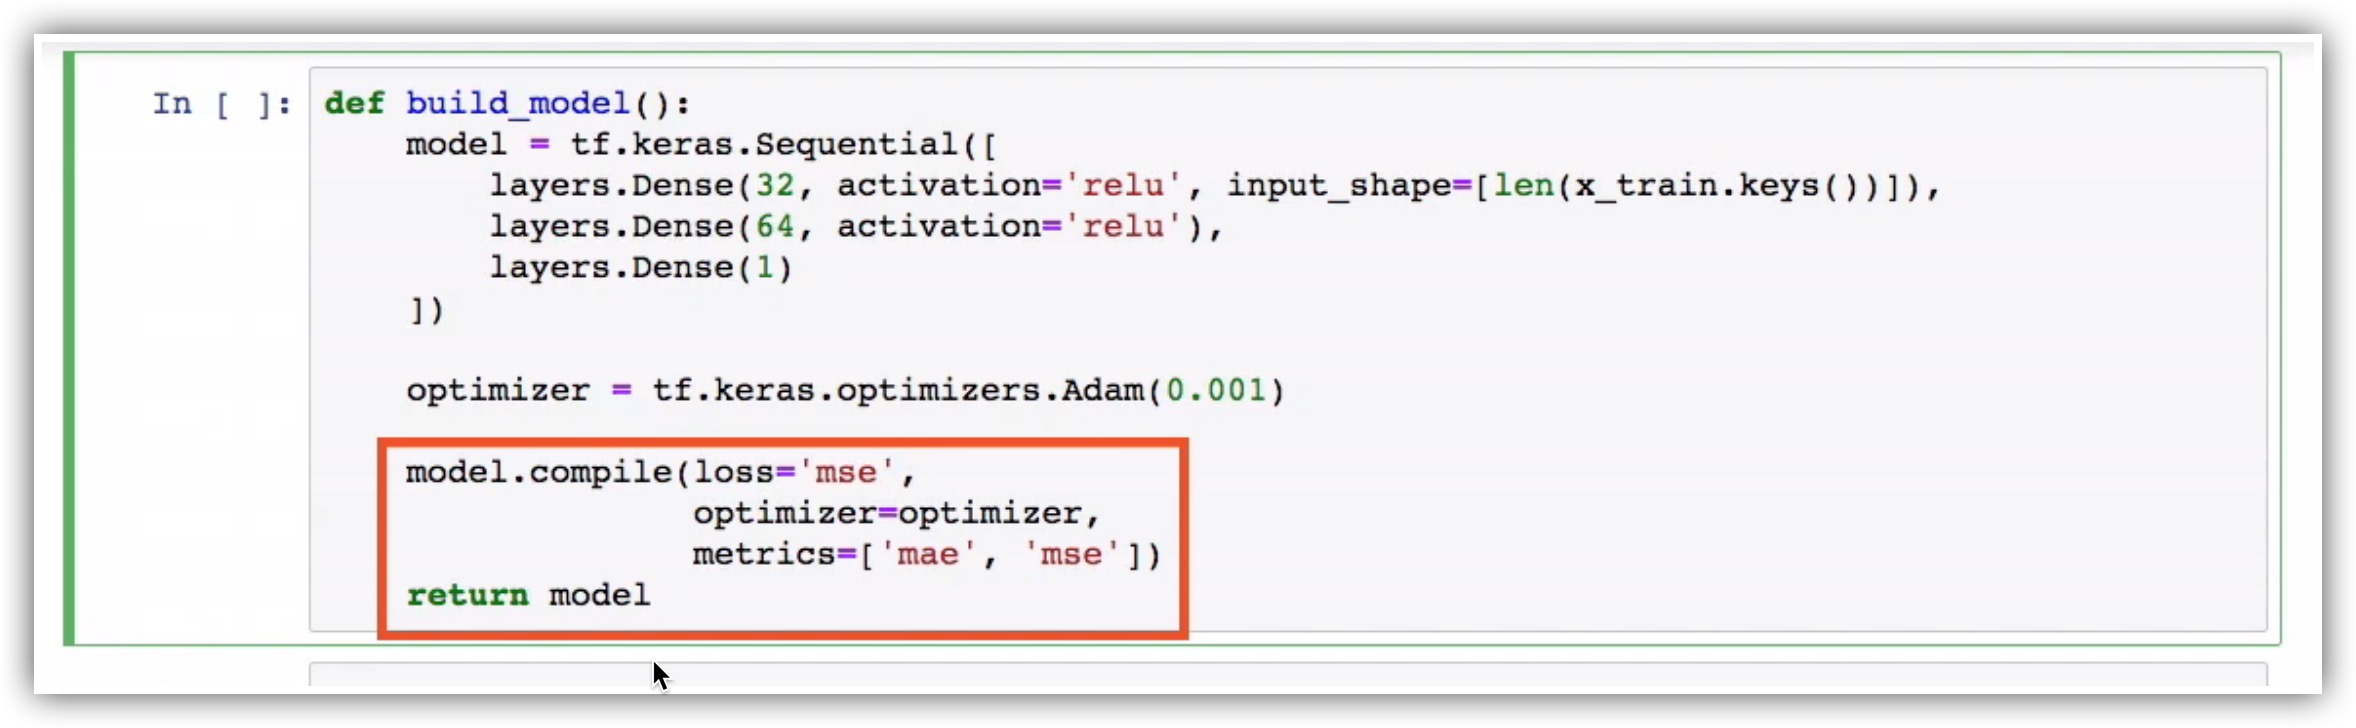 In [ ]: def build_model():
    model = tf.keras.Sequential([
        layers.Dense(32, activation='relu', input_shape=[len(x_train.keys())]),
        layers.Dense(64, activation='relu'),
        layers.Dense(1)
    ])
    optimizer = tf.keras.optimizers.Adam(0.001)
    model.compile(loss='mse',
                  optimizer=optimizer,
                  metrics=['mae', 'mse'])
    return model